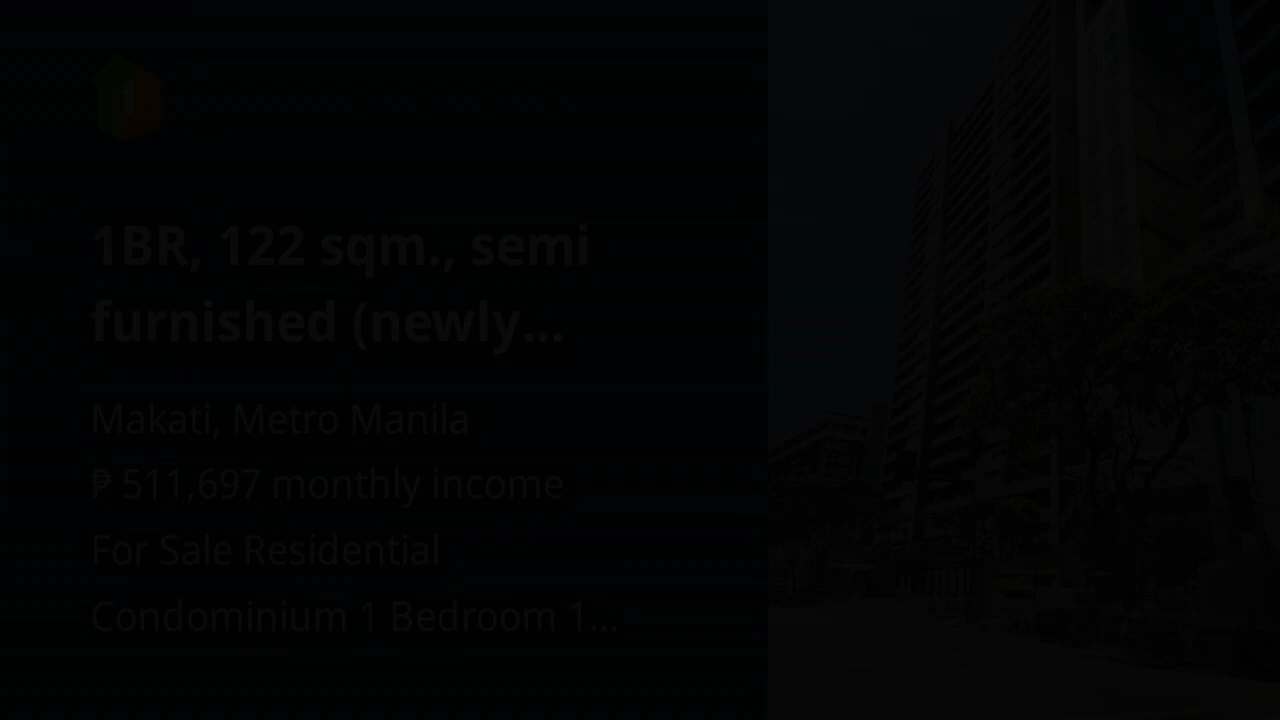 1
1BR, 122 sqm., semi
furnished (newly...
Makati, Metro Manila
₱ 511,697 monthly income
For Sale Residential
Condominium 1 Bedroom 1...